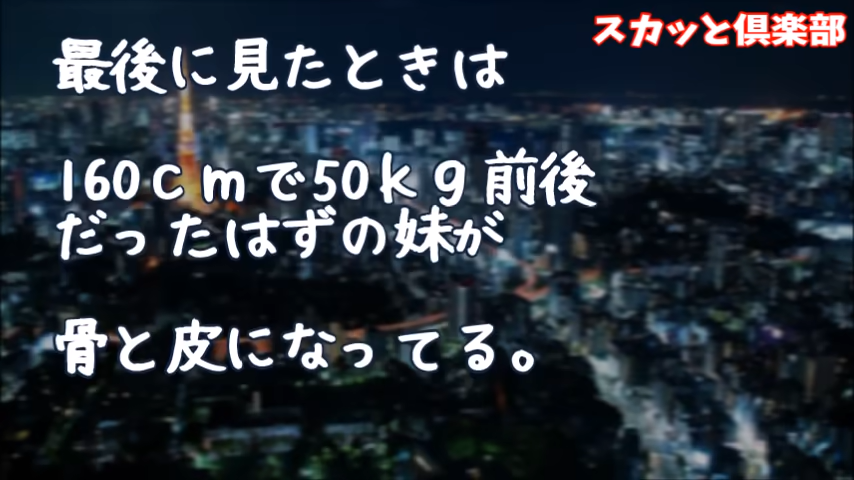 スカッと倶楽部
最後に見たときは
160ｃｍで50ｋｇ前後
だったはずの妹が
骨と皮になってる。